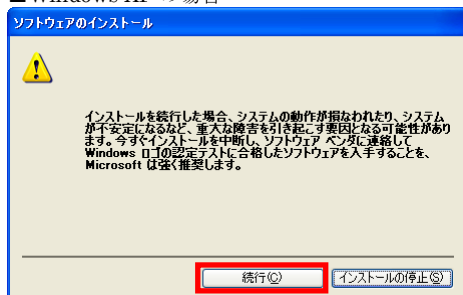 ソフトウェアのインストール
インストールを続行した場合、システムの動作が損なわれたり、システム
が不安定になるなど、重大な障害を引き起こす要因となる可能性があり
ます。今すぐインストールを中断し、ソフトウェア ベンダに連絡して
Windows ロゴの認定テストに合格したソフトウェアを入手することを、
Microsoft は強く推奨します。
続行(C)
インストールの停止(S)